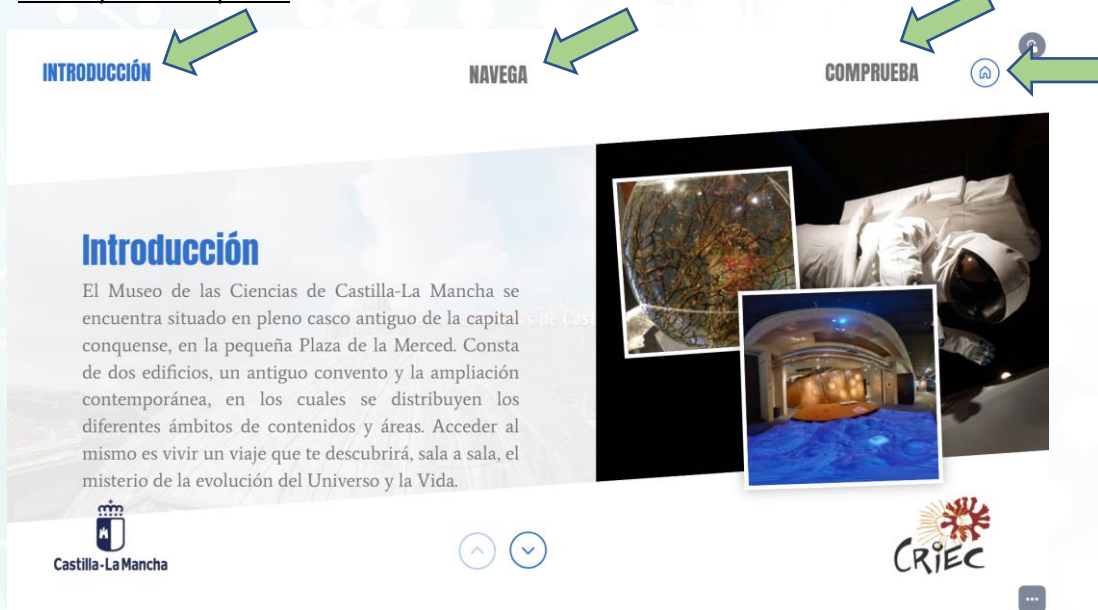 INTRODUCCIÓN
NAVEGA
COMPRUEBA
Introducción
El Museo de las Ciencias de Castilla-La Mancha se
encuentra situado en pleno casco antiguo de la capital
conquense, en la pequeña Plaza de la Merced. Consta
de dos edificios, un antiguo convento y la ampliación
contemporánea, en los cuales se distribuyen los
diferentes ámbitos de contenidos y áreas. Acceder al
mismo es vivir un viaje que te descubrirá, sala a sala, el
misterio de la evolución del Universo y la Vida.
Castilla-La Mancha
CRIEC